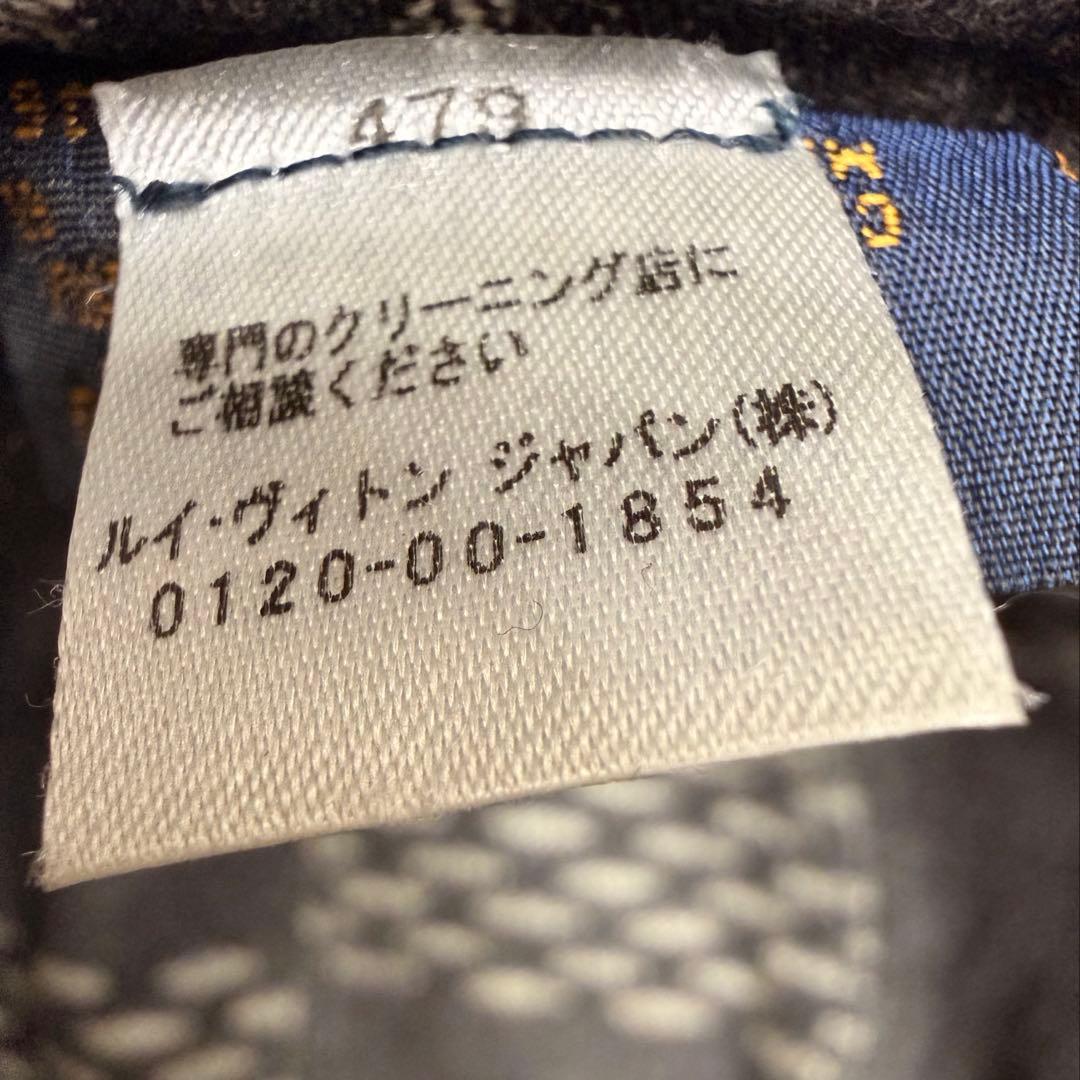 479
専門のクリーニング店に
ご相談ください
ルイ・ヴィトン ジャパン(株)
0120-00-1854